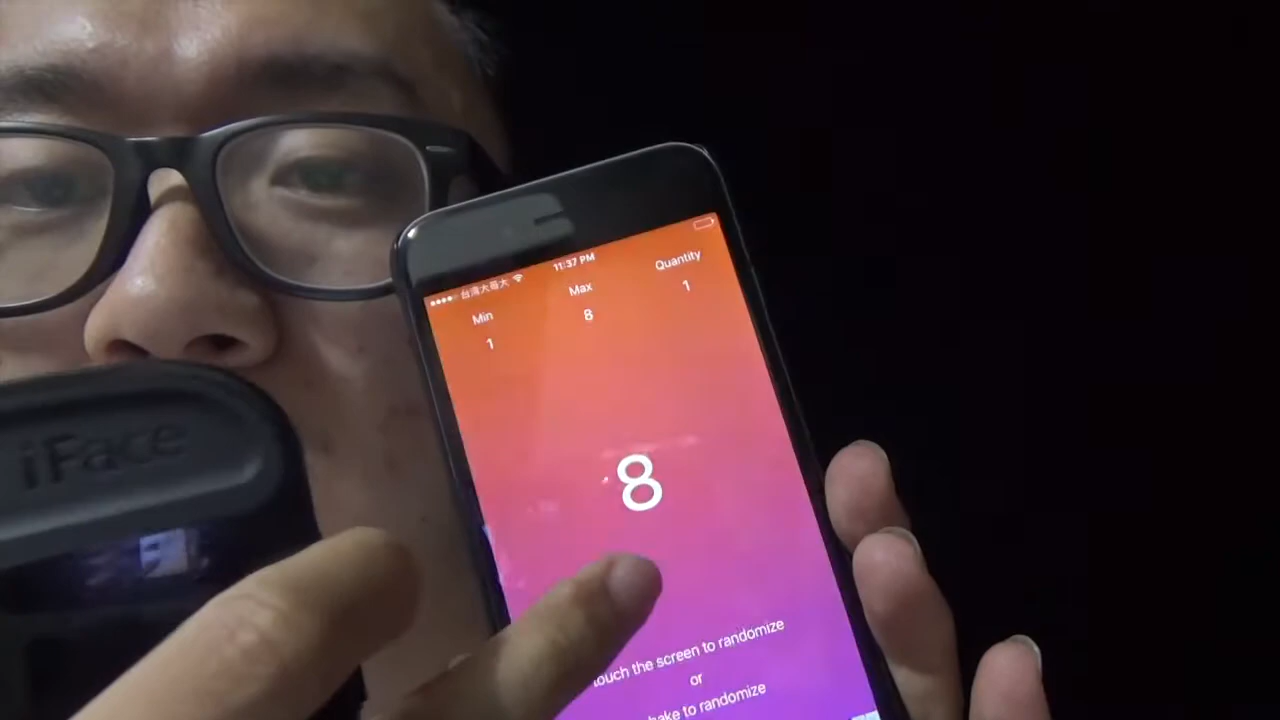 iFace
台湾大哥大
11:37 PM
Min
Max
Quantity
1
8
1
8
touch the screen to randomize
or
hake to randomize